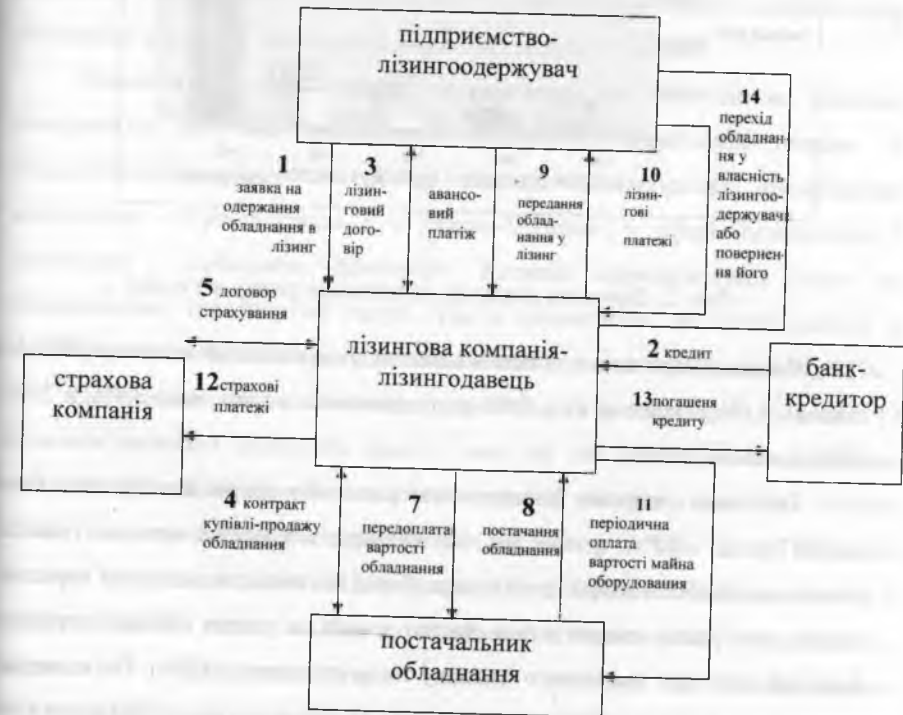 підприємство-
лізингоодержувач
1
заявка на
одержання
обладнання в
лізинг
3
лізин-
говий
дого-
вір
авансо-
вий
платіж
9
передання
облад-
нання у
лізинг
10
лізин-
гові
платежі
14
перехід
обладнан-
ня у
власність
лізингоо-
держувача
або
повернен-
ня його
5 договор
страхування
12страхові
платежі
страхова
компанія
лізингова компанія-
лізингодавець
2 кредит
13погашеня
кредиту
банк-
кредитор
4 контракт
купівлі-продажу
обладнання
7
передоплата
вартості
обладнання
8
постачання
обладнання
11
періодична
оплата
вартості майна
оборудования
постачальник
обладнання